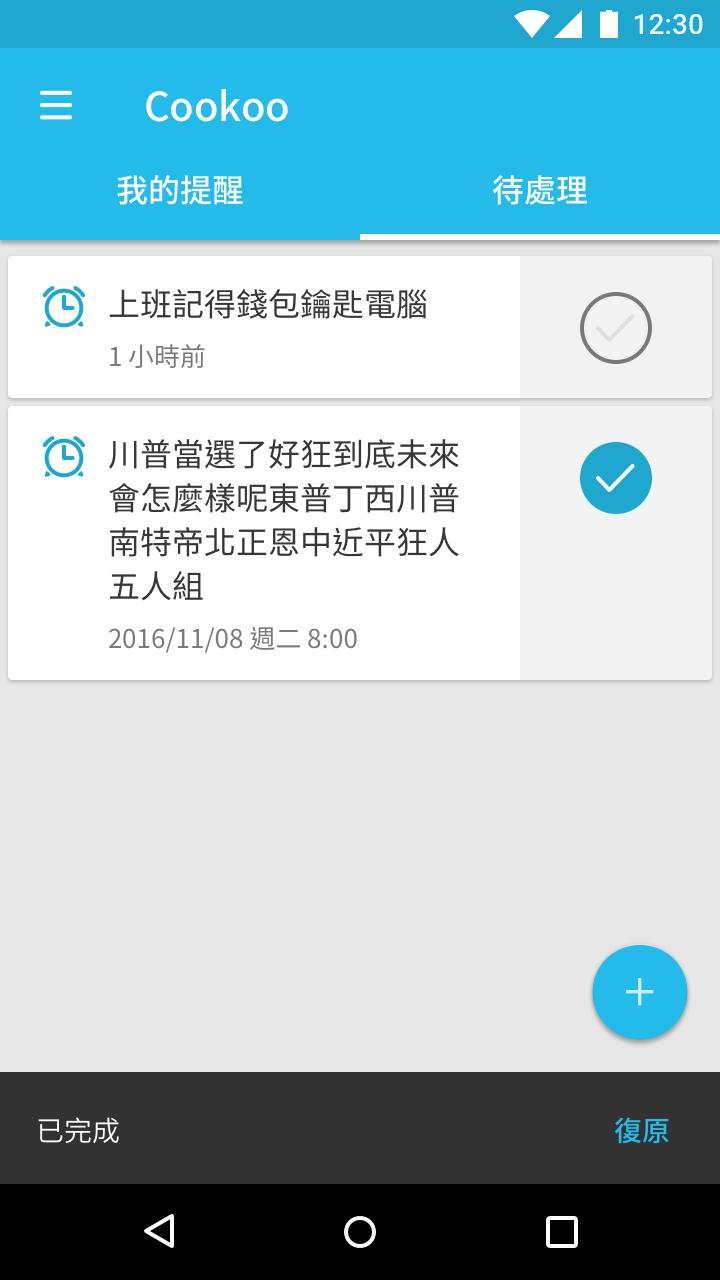 12:30
Cookoo
我的提醒
待處理
上班記得錢包鑰匙電腦
1 小時前
川普當選了好狂到底未來
會怎麼樣呢東普丁西川普
南特帝北正恩中近平狂人
五人組
2016/11/08 週二 8:00
已完成
復原